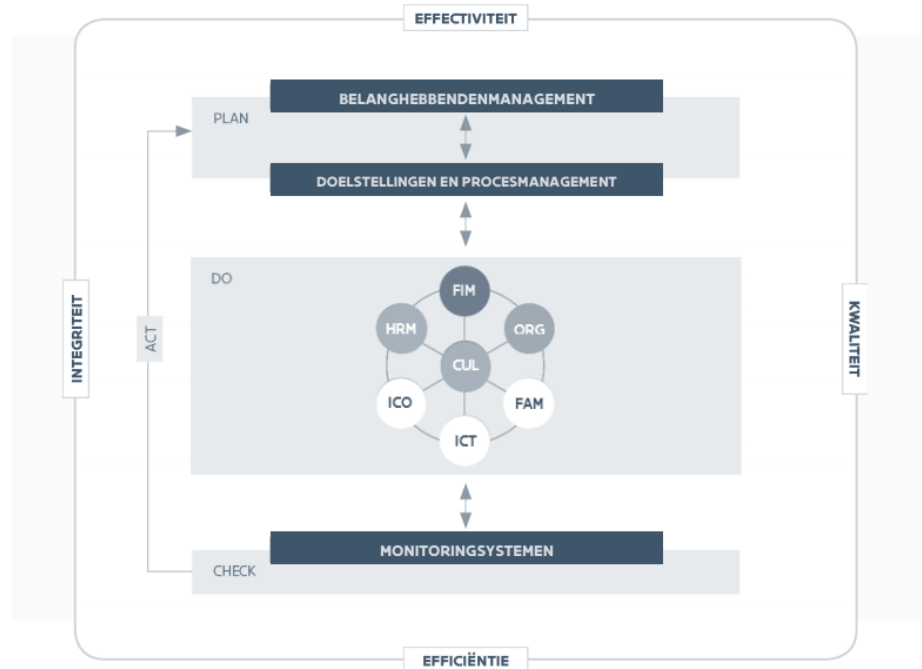 EFFECTIVITEIT
BELANGHEBBENDENMANAGEMENT
PLAN
DOELSTELLINGEN EN PROCESMANAGEMENT
DO
FIM
HRM
ORG
CUL
ICO
FAM
ICT
INTEGRITEIT
ACT
KWALITEIT
MONITORINGSYSTEMEN
CHECK
EFFICIËNTIE